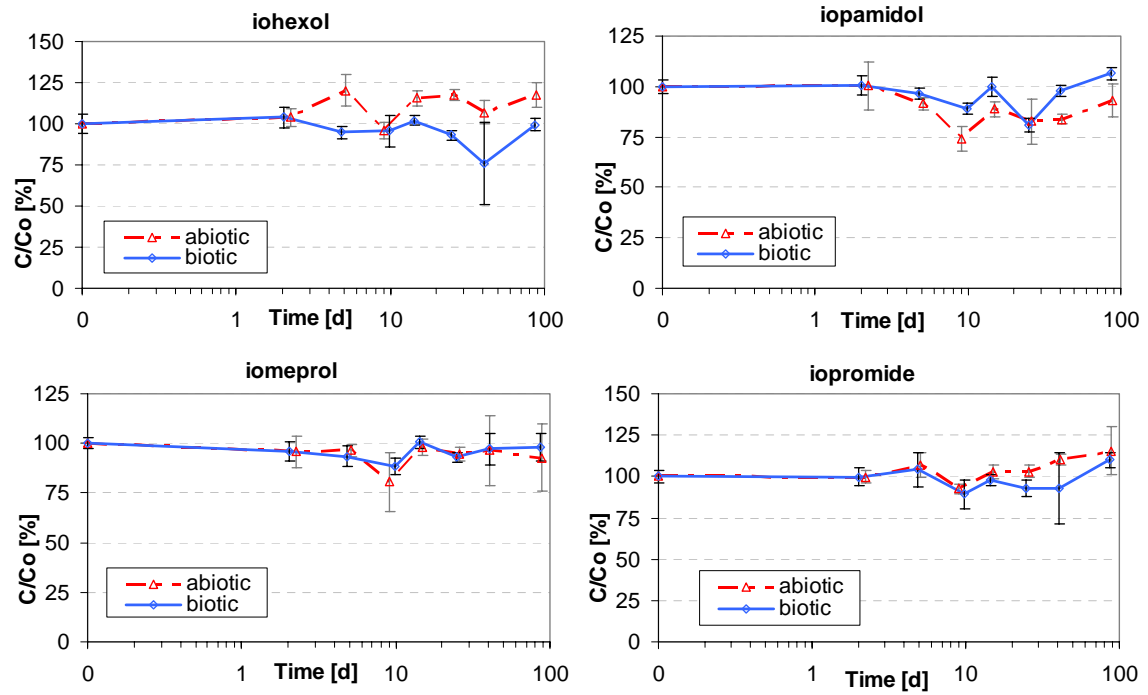 iohexol
150
125
100
75
50
25
0
C/Co [%]
abiotic
biotic
0 1 10 100
Time [d]
iopamidol
125
100
75
50
25
0
C/Co [%]
abiotic
biotic
0 1 10 100
Time [d]
iomeprol
125
100
75
50
25
0
C/Co [%]
abiotic
biotic
0 1 10 100
Time [d]
iopromide
150
125
100
75
50
25
0
C/Co [%]
abiotic
biotic
0 1 10 100
Time [d]